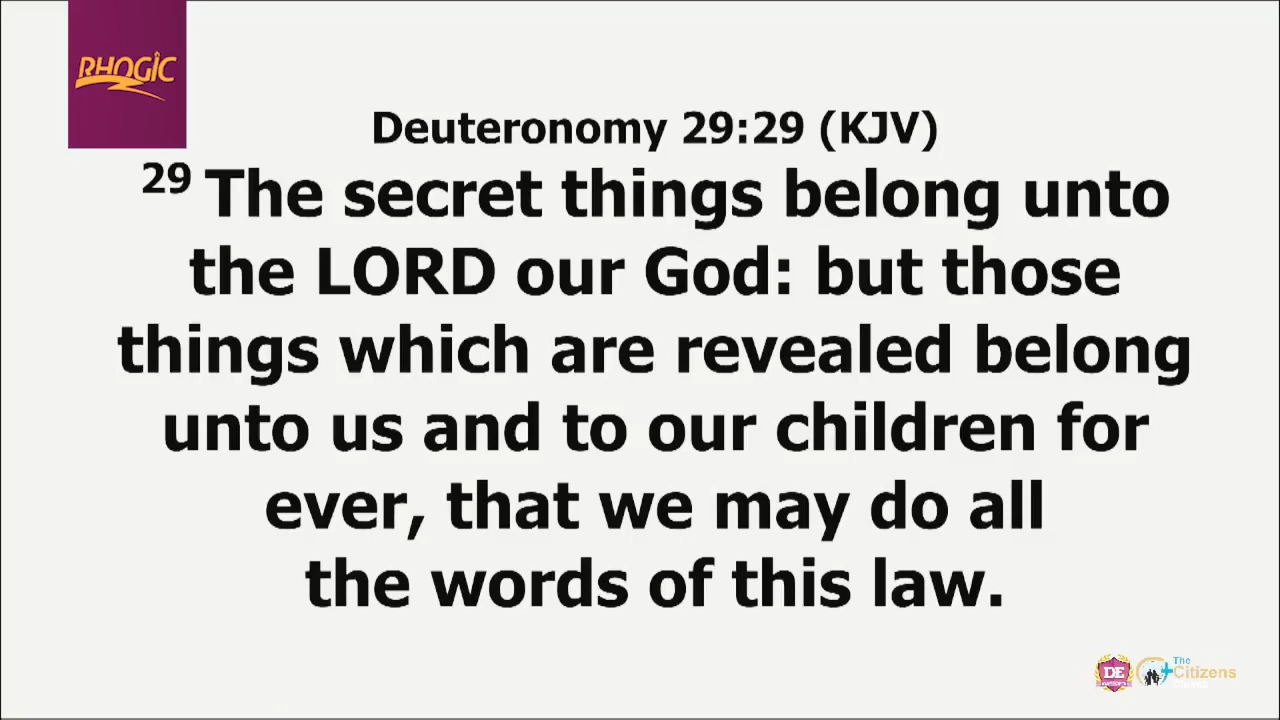 RHOGIC
Deuteronomy 29:29 (KJV)
29 The secret things belong unto
the LORD our God: but those
things which are revealed belong
unto us and to our children for
ever, that we may do all
the words of this law.
DE
The
Citizens